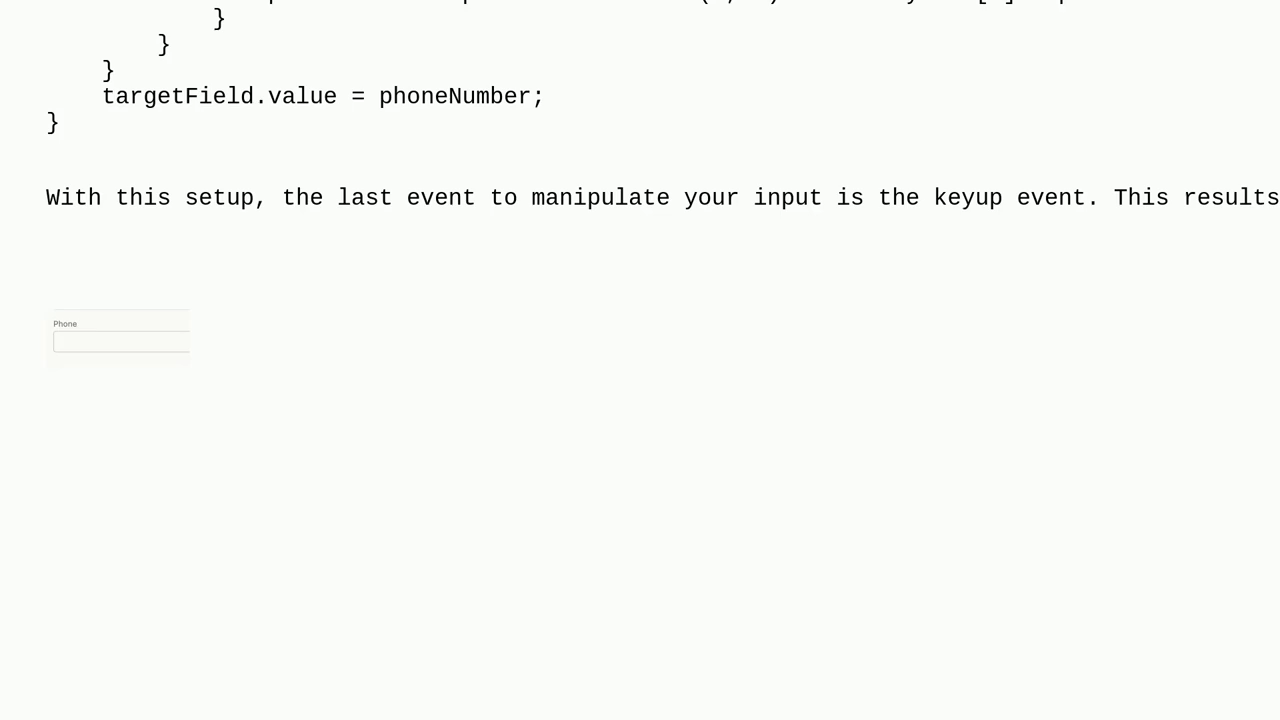 }
}
}
targetField.value = phoneNumber;
}
With this setup, the last event to manipulate your input is the keyup event. This results
Phone